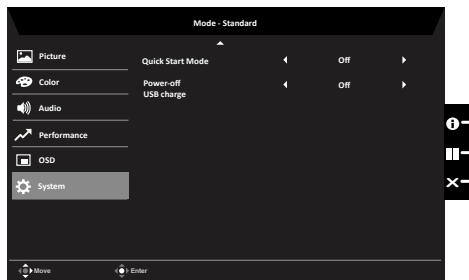 Mode - Standard
Picture
Quick Start Mode
Off
Color
Power-off
USB charge
Off
Audio
Performance
OSD
System
Move
Enter